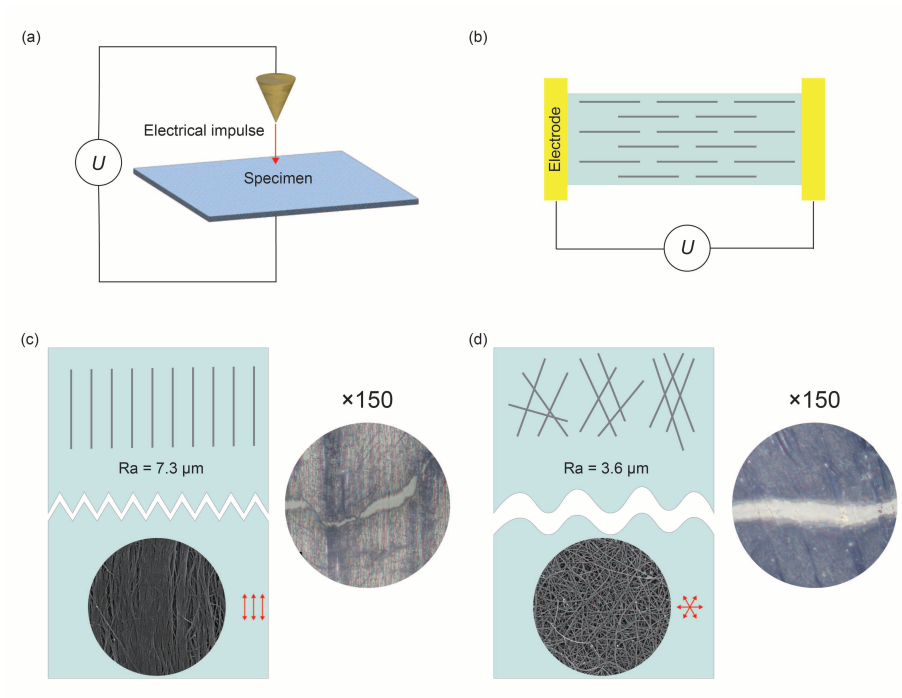 (a)
Electrical impulse
U
Specimen
(b)
Electrode
U
(c)
×150
Ra = 7.3 μm
(d)
×150
Ra = 3.6 μm